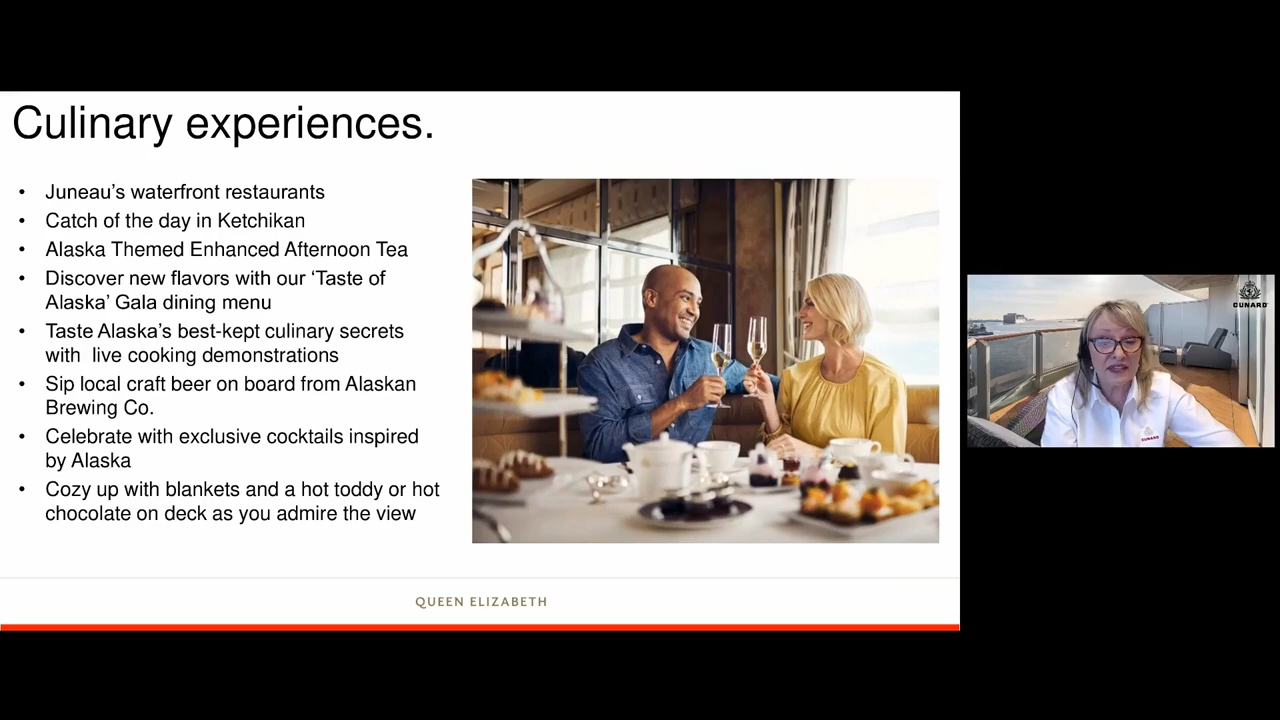 Culinary experiences.
• Juneau’s waterfront restaurants
• Catch of the day in Ketchikan
• Alaska Themed Enhanced Afternoon Tea
• Discover new flavors with our ‘Taste of
Alaska’ Gala dining menu
• Taste Alaska’s best-kept culinary secrets
with  live cooking demonstrations
• Sip local craft beer on board from Alaskan
Brewing Co.
• Celebrate with exclusive cocktails inspired
by Alaska
• Cozy up with blankets and a hot toddy or hot
chocolate on deck as you admire the view
QUEEN ELIZABETH
CUNARD
CUNARD